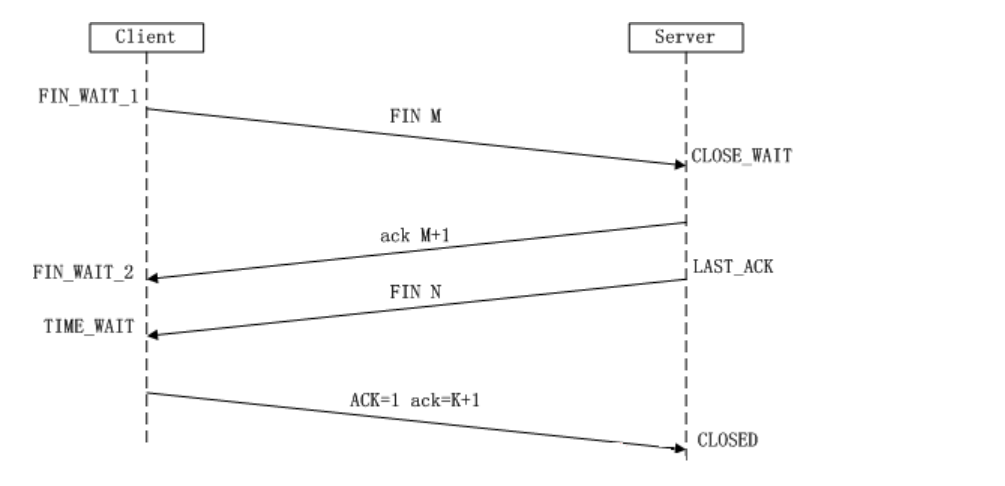 Client
Server
FIN_WAIT_1
FIN M
CLOSE_WAIT
ack M+1
FIN_WAIT_2
LAST_ACK
FIN N
TIME_WAIT
ACK=1 ack=K+1
CLOSED